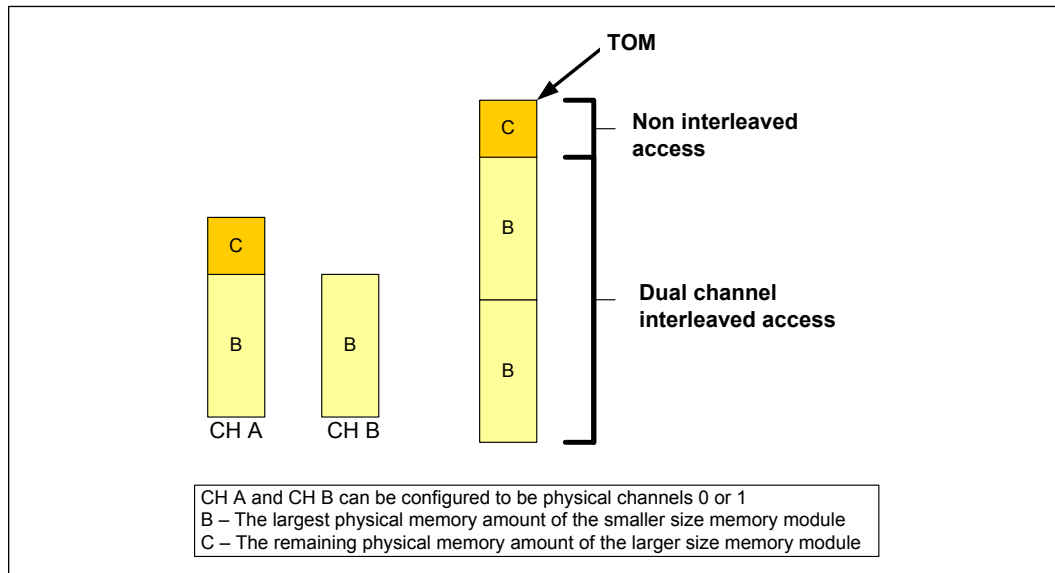 TOM
C
Non interleaved
access
B
C
Dual channel
interleaved access
B
B
B
CH A
CH B
CH A and CH B can be configured to be physical channels 0 or 1
B – The largest physical memory amount of the smaller size memory module
C – The remaining physical memory amount of the larger size memory module